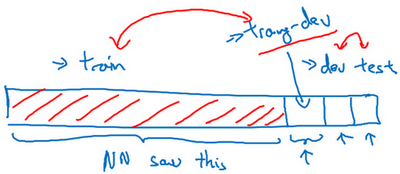 train-dev
train
dev test
NN saw this